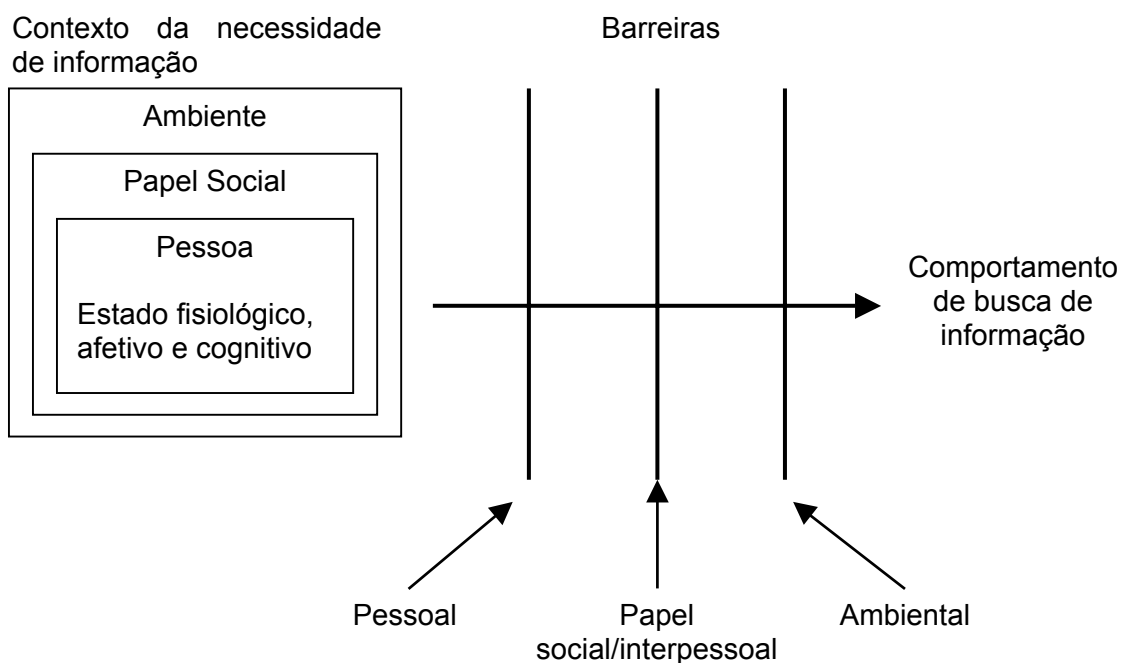 Contexto da necessidade
de informação
Barreiras
Ambiente
Papel Social
Pessoa
Estado fisiológico,
afetivo e cognitivo
Comportamento
de busca de
informação
Pessoal
Papel
social/interpessoal
Ambiental